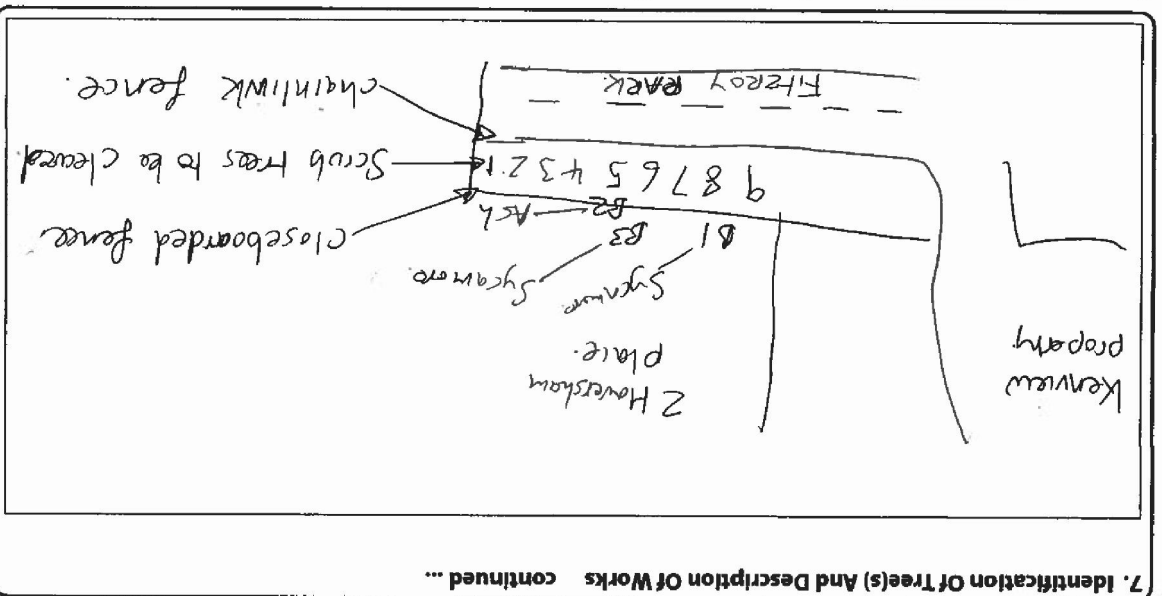 7. Identification Of Tree(s) And Description Of Works continued ...
Kenview
property
2 Haversham
Place.
Sycamore
Sycamore.
B1
B3
B2
Ash
Closeboarded fence
9 8 7 6 5 4 3 2 1
Scrub trees to be cleared
FITZROY PARK
Chainlink fence.